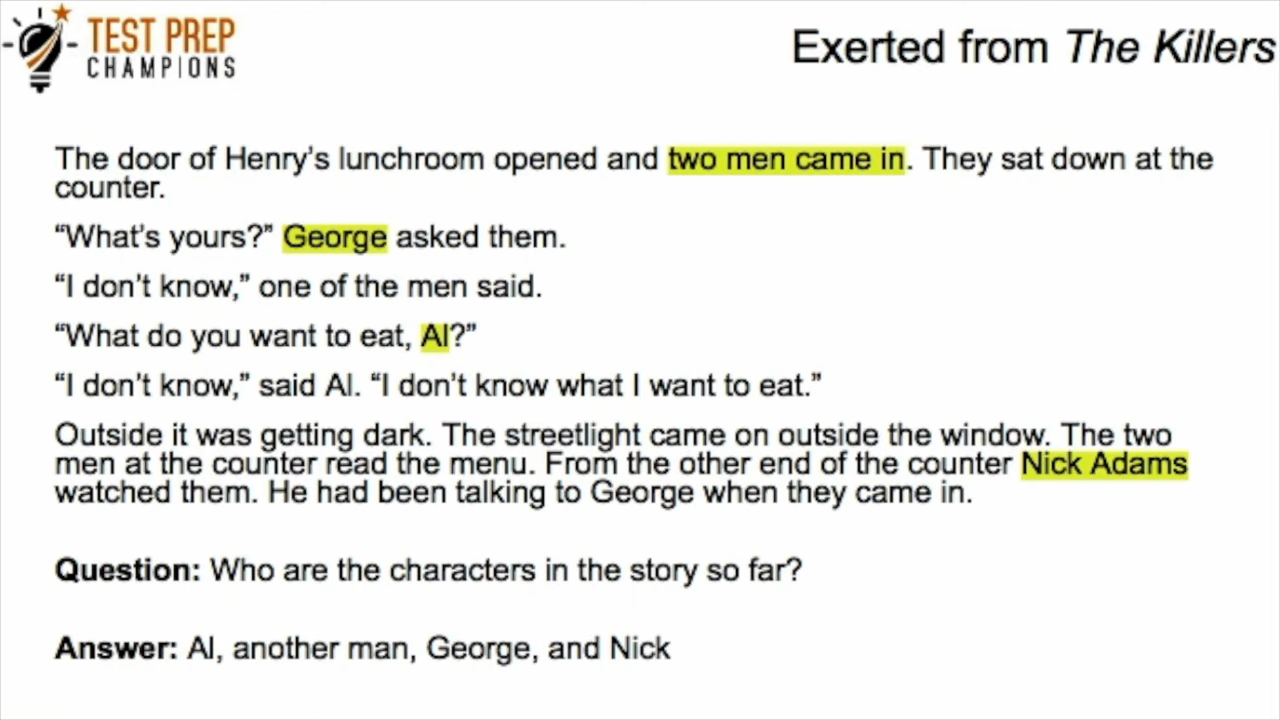 TEST PREP
CHAMPIONS
Exerted from The Killers
The door of Henry’s lunchroom opened and two men came in. They sat down at the
counter.
“What’s yours?” George asked them.
“I don’t know,” one of the men said.
“What do you want to eat, Al?”
“I don’t know,” said Al. “I don’t know what I want to eat.”
Outside it was getting dark. The streetlight came on outside the window. The two
men at the counter read the menu. From the other end of the counter Nick Adams
watched them. He had been talking to George when they came in.
Question: Who are the characters in the story so far?
Answer: Al, another man, George, and Nick